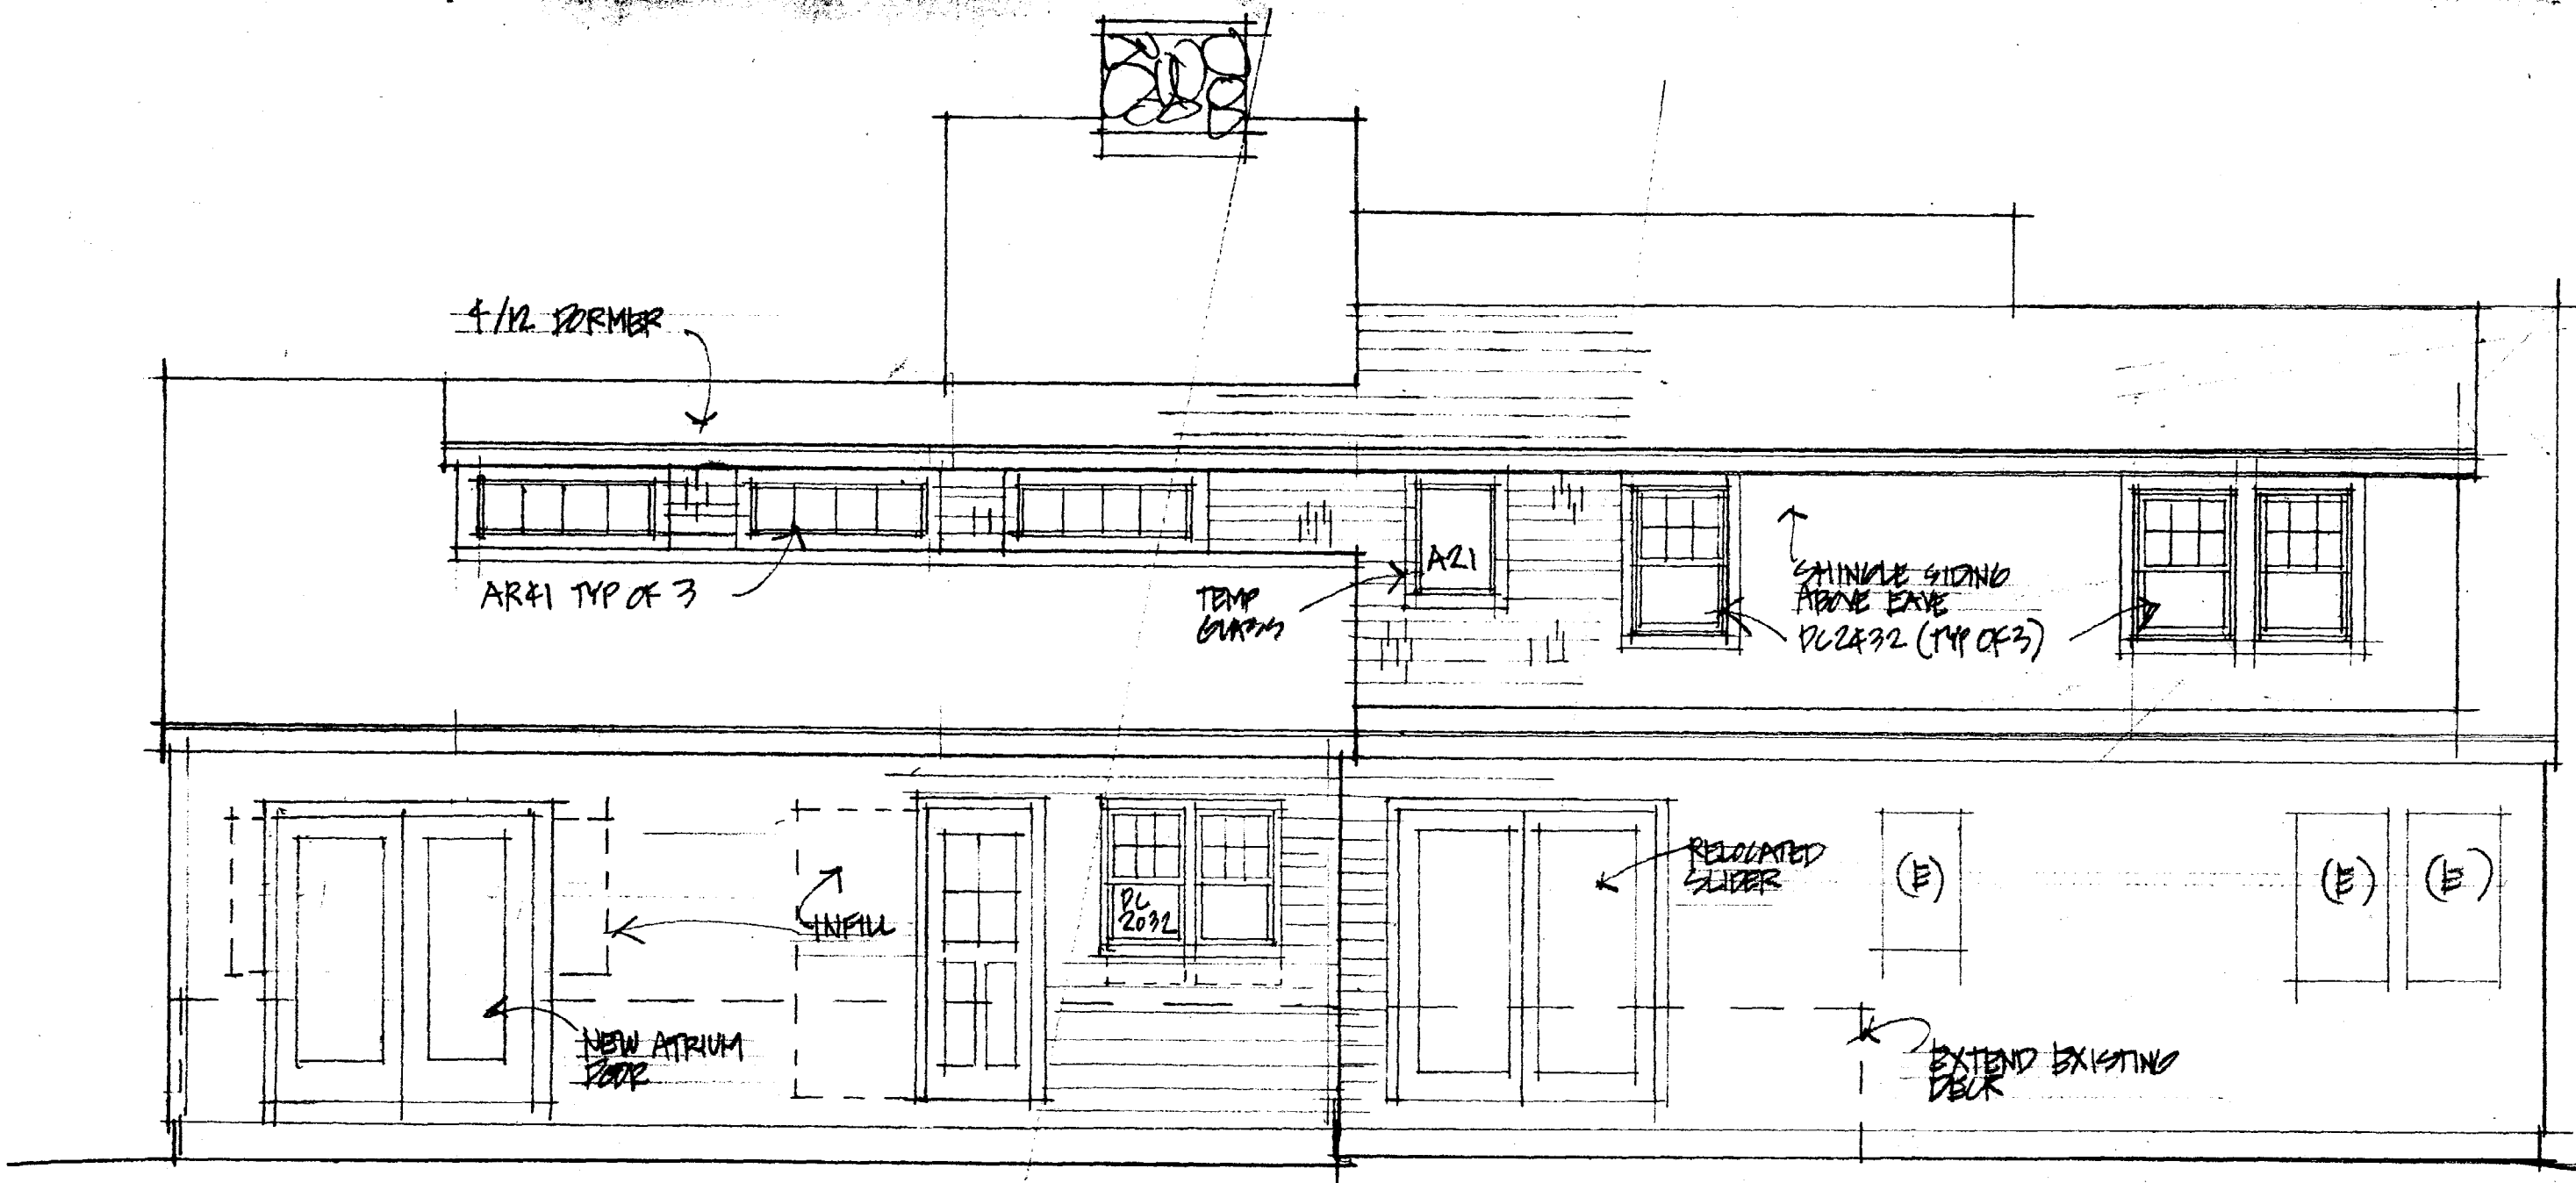 4/12 DORMER
AR41 TYP OF 3
TEMP
GLASS
A21
SHINGLE SIDING
ABOVE EAVE
DC2432 (TYP OF 3)
INFILL
DC
2032
RELOCATED
SLIDER
(E)
(E)
(E)
NEW ATRIUM
DOOR
EXTEND EXISTING
DECK